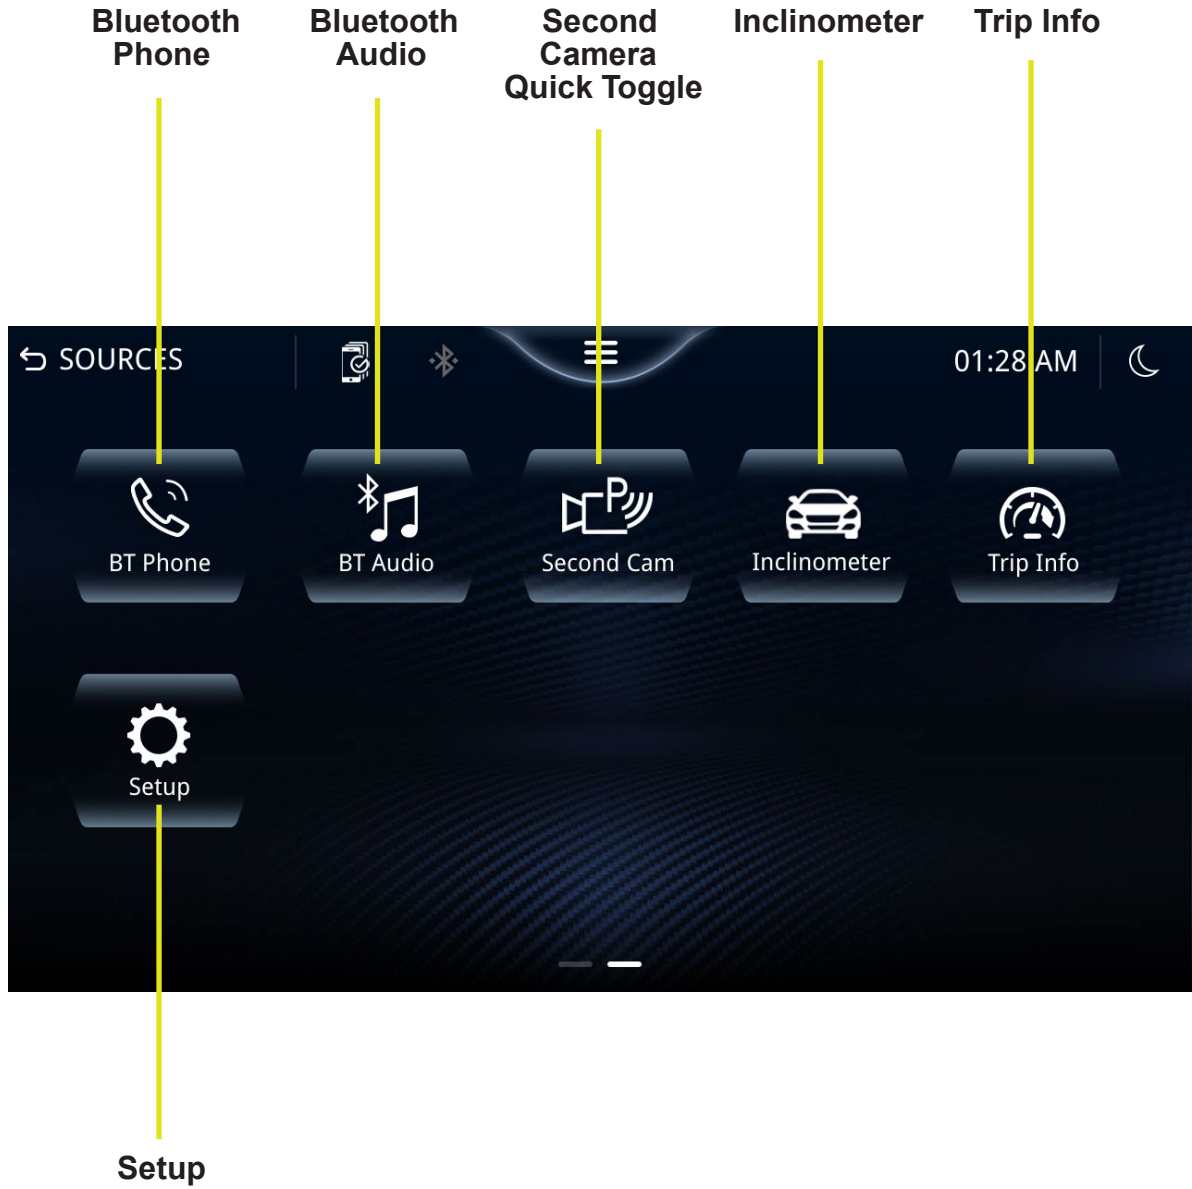 Bluetooth
Phone
Bluetooth
Audio
Second
Camera
Quick Toggle
Inclinometer
Trip Info
SOURCES
01:28 AM
BT Phone
BT Audio
P
Second Cam
Inclinometer
Trip Info
Setup
Setup